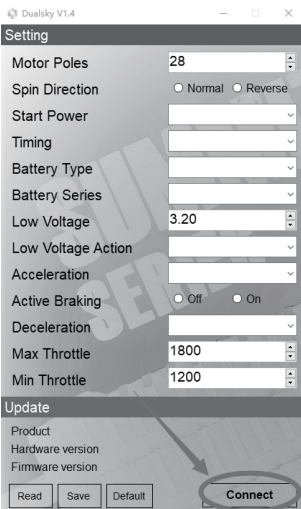 Dualsky V1.4
Setting
Motor Poles 28
Spin Direction Normal Reverse
Start Power
Timing
Battery Type
Battery Series
Low Voltage 3.20
Low Voltage Action
Acceleration
Active Braking Off On
Deceleration
Max Throttle 1800
Min Throttle 1200
Update
Product
Hardware version
Firmware version
Read Save Default Connect
SUMMIT
SERIES